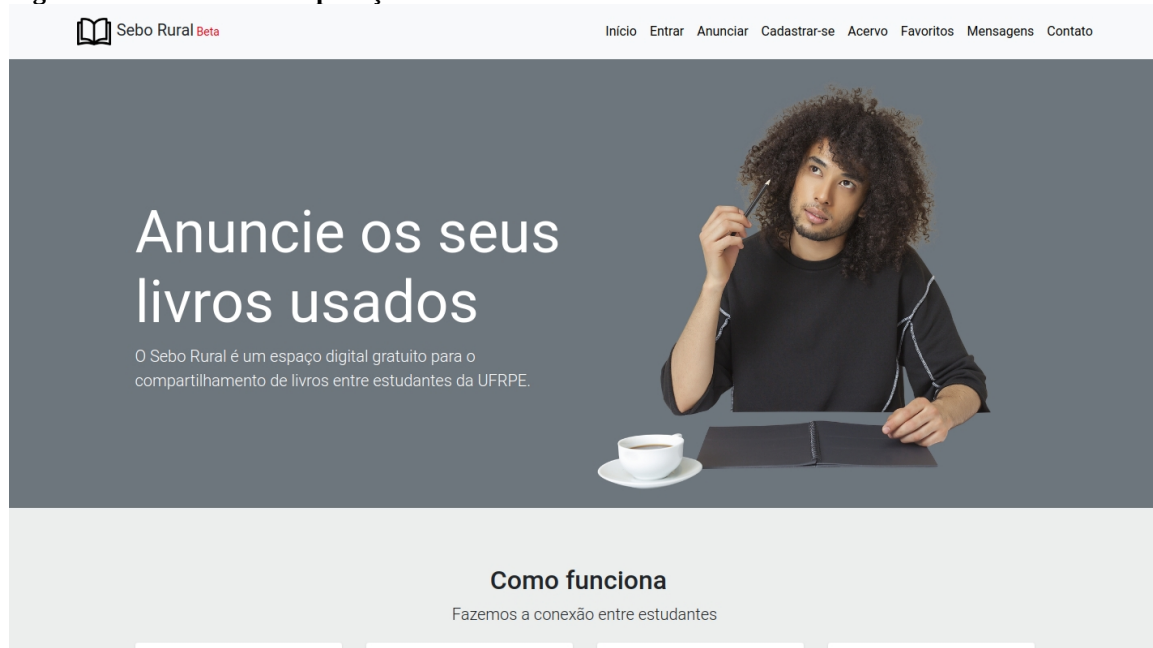 Sebo Rural Beta
Início Entrar Anunciar Cadastrar-se Acervo Favoritos Mensagens Contato
Anuncie os seus
livros usados
O Sebo Rural é um espaço digital gratuito para o
compartilhamento de livros entre estudantes da UFRPE.
Como funciona
Fazemos a conexão entre estudantes